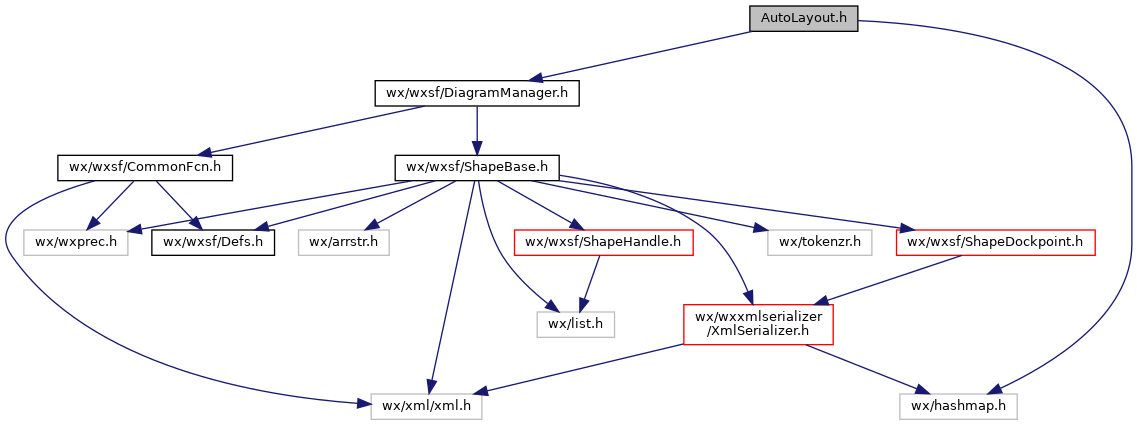 AutoLayout.h
wx/wxsf/DiagramManager.h
wx/wxsf/CommonFcn.h
wx/wxsf/ShapeBase.h
wx/wxprec.h
wx/wxsf/Defs.h
wx/arrstr.h
wx/wxsf/ShapeHandle.h
wx/tokenzr.h
wx/wxsf/ShapeDockpoint.h
wx/list.h
wx/wxxmlserializer
/XmlSerializer.h
wx/xml/xml.h
wx/hashmap.h